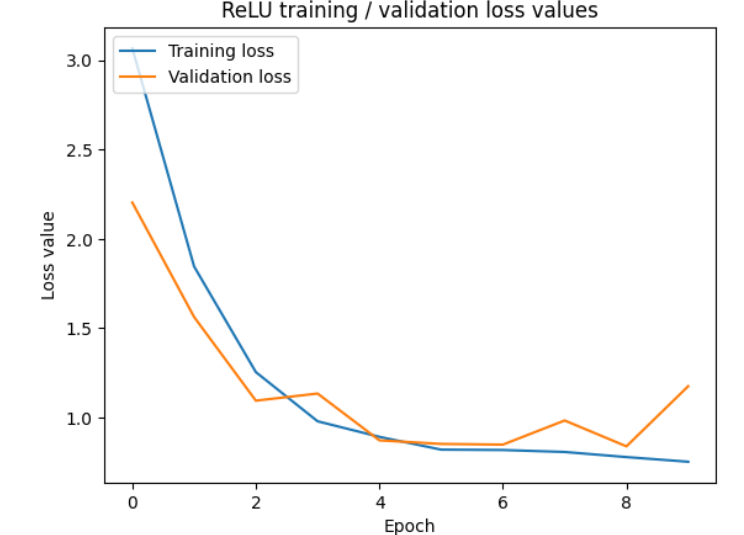 ReLU training / validation loss values
Training loss
Validation loss
3.0
2.5
2.0
1.5
1.0
Loss value
0 2 4 6 8
Epoch